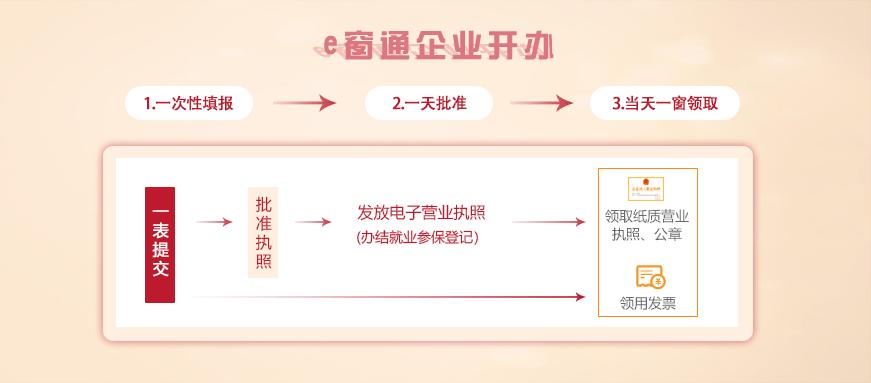 e窗通企业开办
1.一次性填报
2.一天批准
3.当天一窗领取
一表提交
批准执照
发放电子营业执照
(办结就业参保登记)
领取纸质营业
执照、公章
领用发票